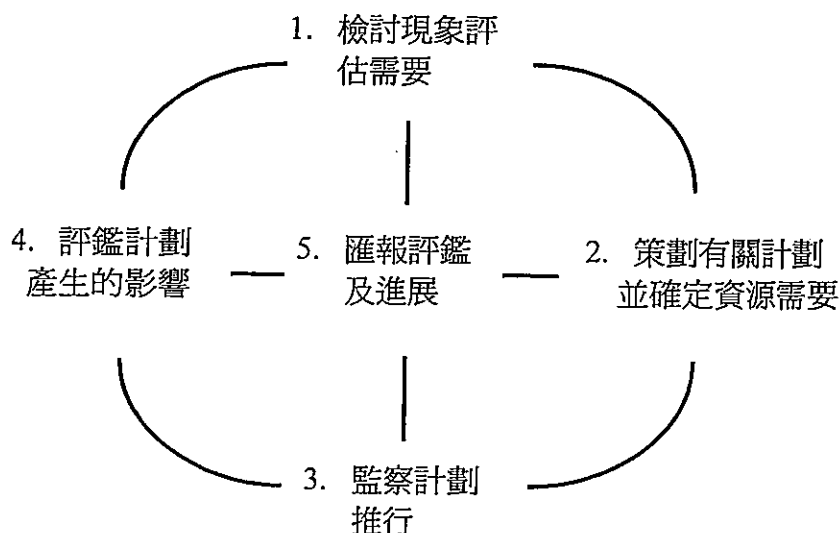 1. 檢討現象評
估需要
4. 評鑑計劃
產生的影響
5. 匯報評鑑
及進展
2. 策劃有關計劃
並確定資源需要
3. 監察計劃
推行